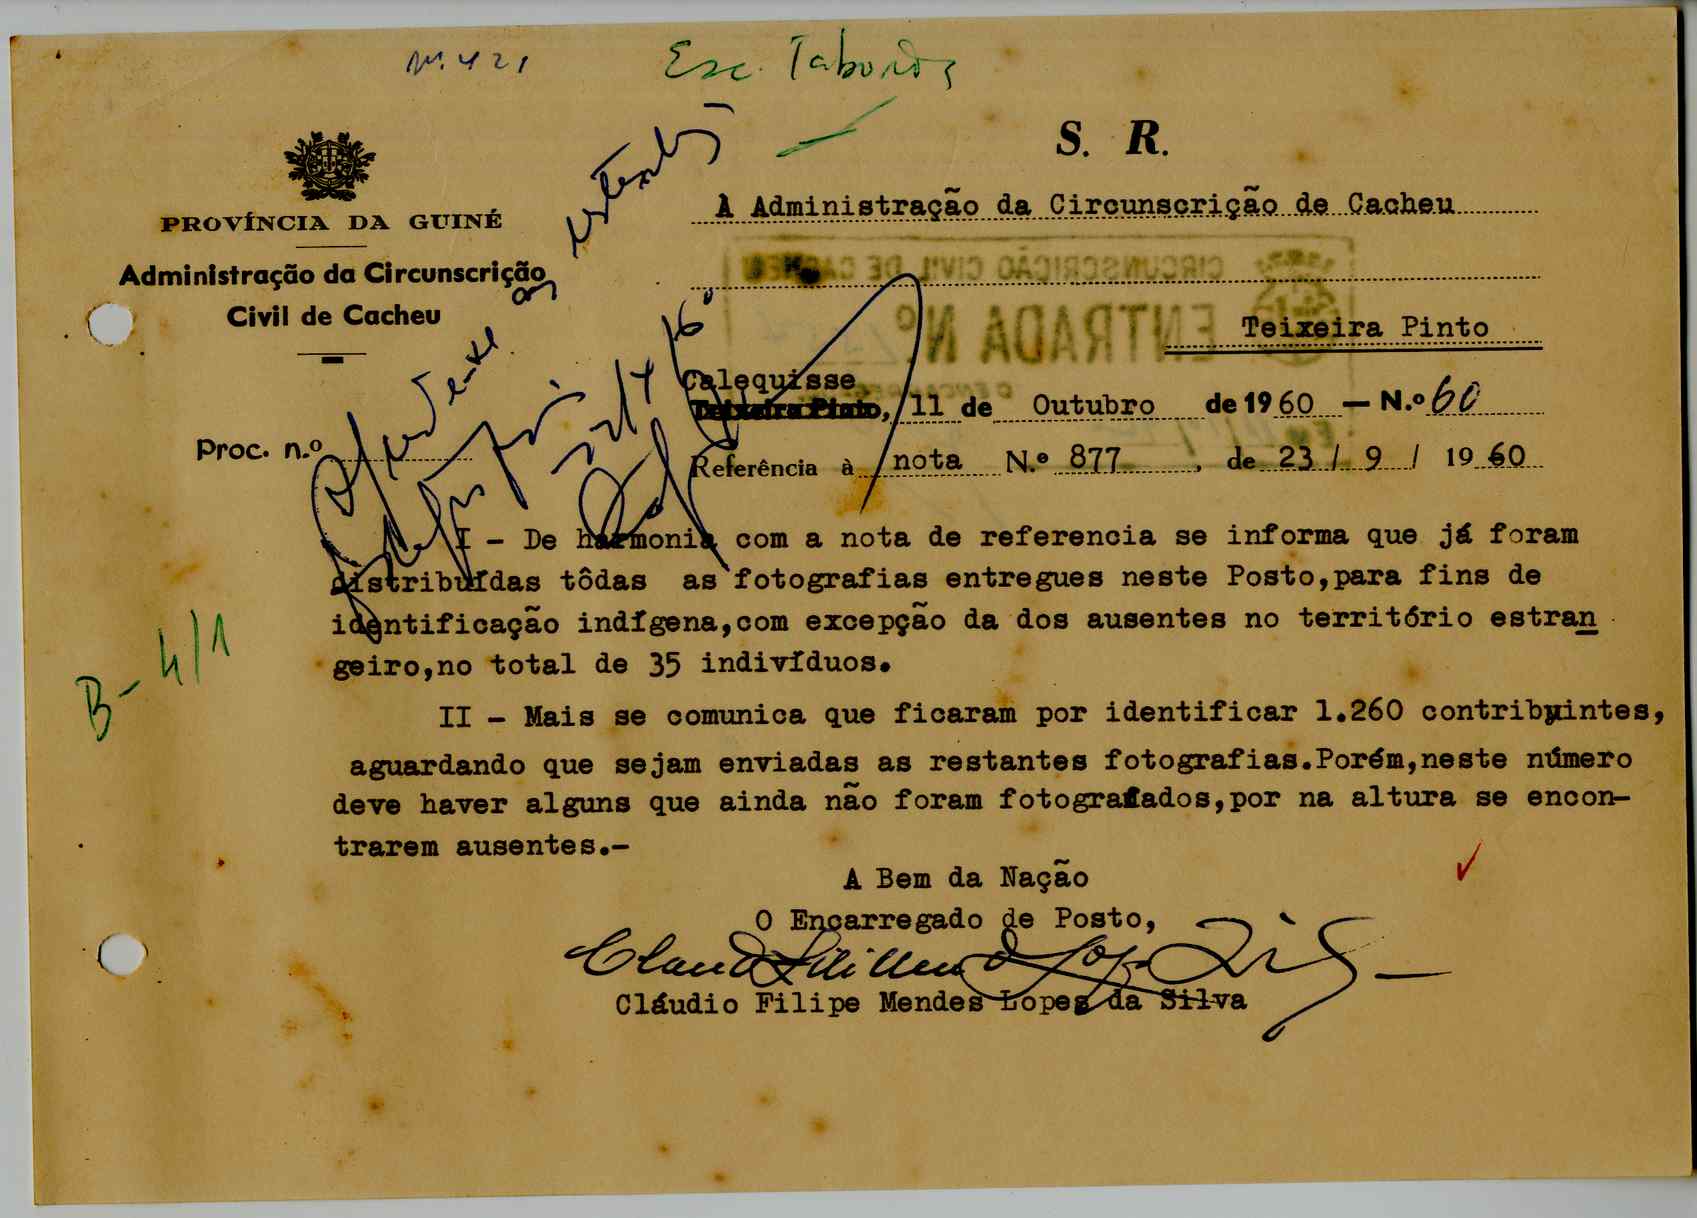 Esc. Taborda
S. R.
PROVÍNCIA DA GUINÉ
Administração da Circunscrição
Civil de Cacheu
À Administração da Circunscrição de Cacheu
CIRCUNSCRIÇÃO CIVIL DE CACHEU
ENTRADA N.º
Teixeira Pinto
Calequisse
Teixeira Pinto, 11 de Outubro de 1960 — N.º 60
Proc. n.º
Referência à nota N.º 877, de 23 / 9 / 1960
I - De harmonia com a nota de referencia se informa que já foram
distribuídas tôdas as fotografias entregues neste Posto,para fins de
identificação indígena,com excepção da dos ausentes no território estran
geiro,no total de 35 indivíduos.
II - Mais se comunica que ficaram por identificar 1.260 contribuintes,
aguardando que sejam enviadas as restantes fotografias.Porém,neste número
deve haver alguns que ainda não foram fotografados,por na altura se encon-
trarem ausentes.-
B-4/1
A Bem da Nação
O Encarregado de Posto,
Cláudio Filipe Mendes Lopes da Silva